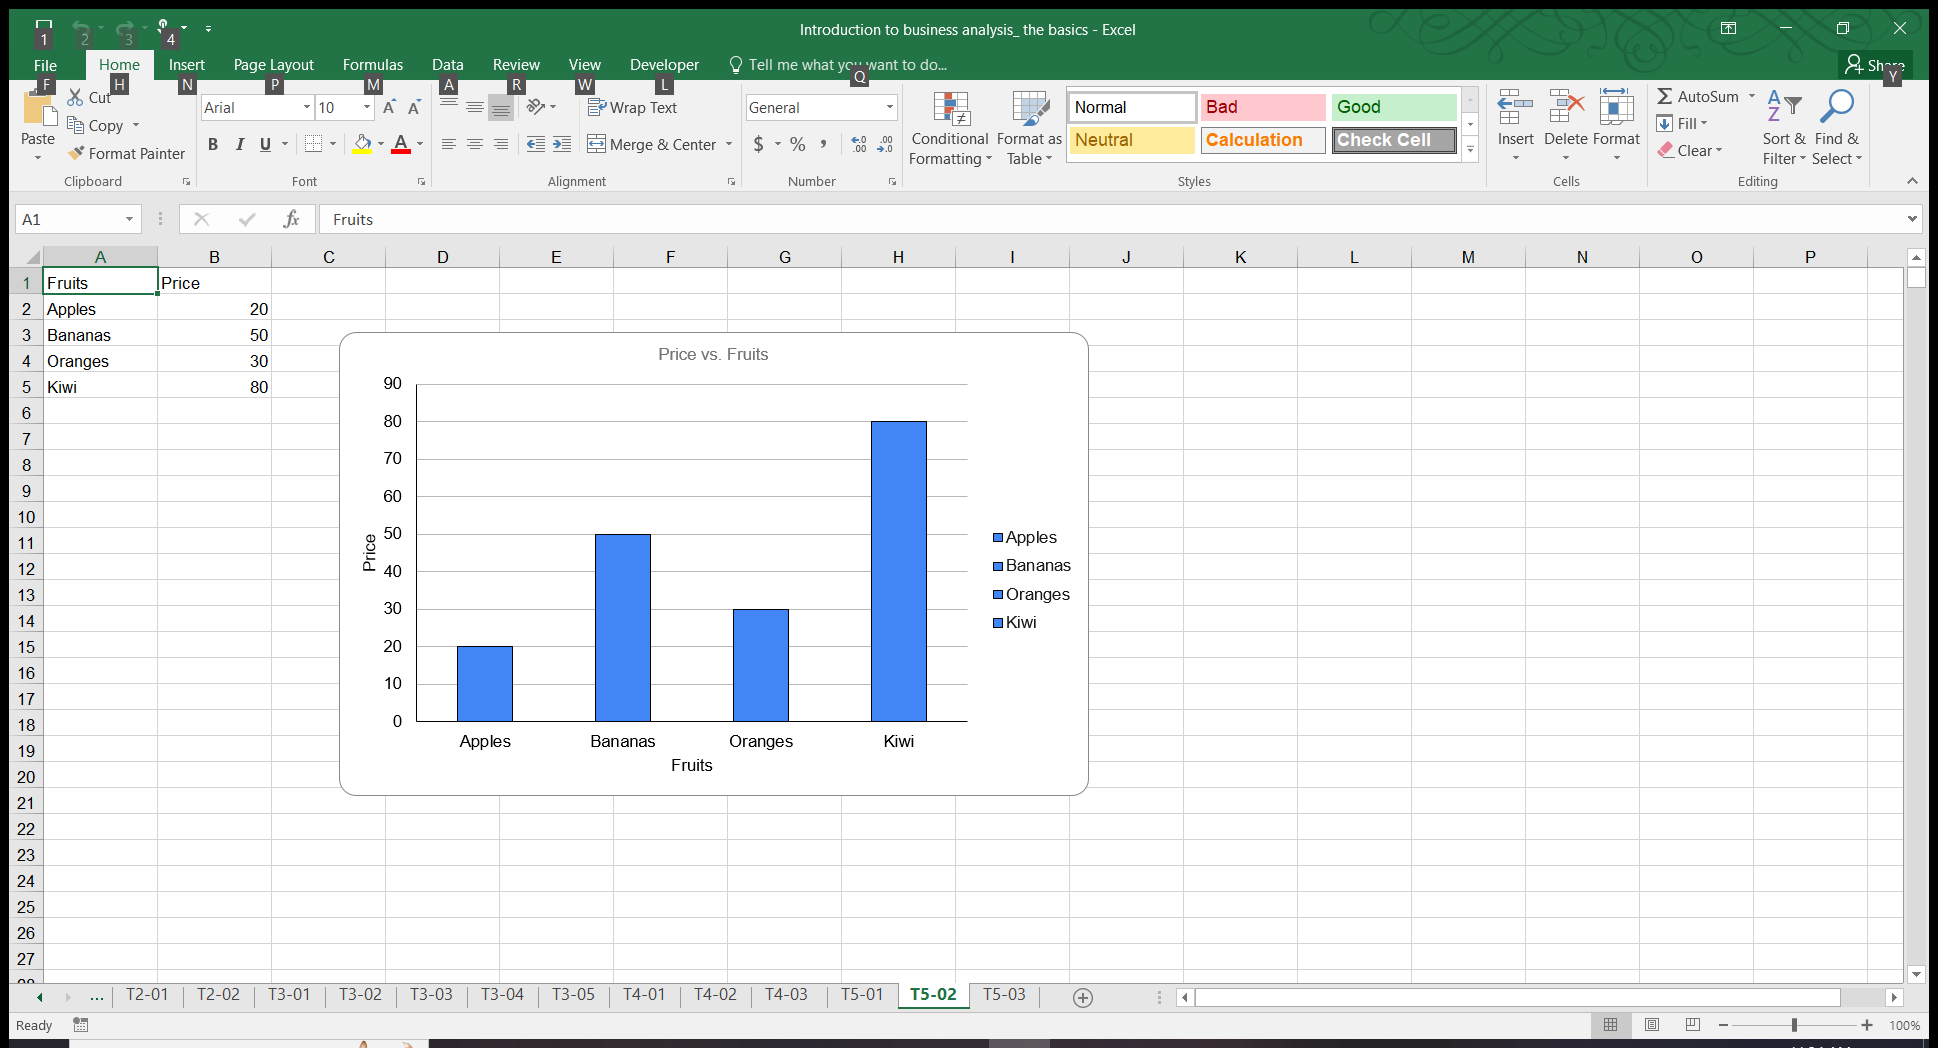 1 2 3 4
Introduction to business analysis_ the basics - Excel
File Home Insert Page Layout Formulas Data Review View Developer Tell me what you want to do... Share
F H N P M A R W L Q Y
Paste
Cut
Copy
Format Painter
Clipboard
Arial 10
B I U A
Font
Wrap Text
Merge & Center
Alignment
General
$ % ,
Number
Conditional Formatting
Format as Table
Normal Bad Good
Neutral Calculation Check Cell
Styles
Insert Delete Format
Cells
AutoSum
Fill
Clear
Sort & Filter
Find & Select
Editing
A1 fx Fruits
A B C D E F G H I J K L M N O P
1 Fruits Price
2 Apples 20
3 Bananas 50
4 Oranges 30
5 Kiwi 80
6
7
8
9
10
11
12
13
14
15
16
17
18
19
20
21
22
23
24
25
26
27
Price vs. Fruits
90
80
70
60
50
40
30
20
10
0
Price
Apples Bananas Oranges Kiwi
Fruits
Apples
Bananas
Oranges
Kiwi
... T2-01 T2-02 T3-01 T3-02 T3-03 T3-04 T3-05 T4-01 T4-02 T4-03 T5-01 T5-02 T5-03
Ready 100%